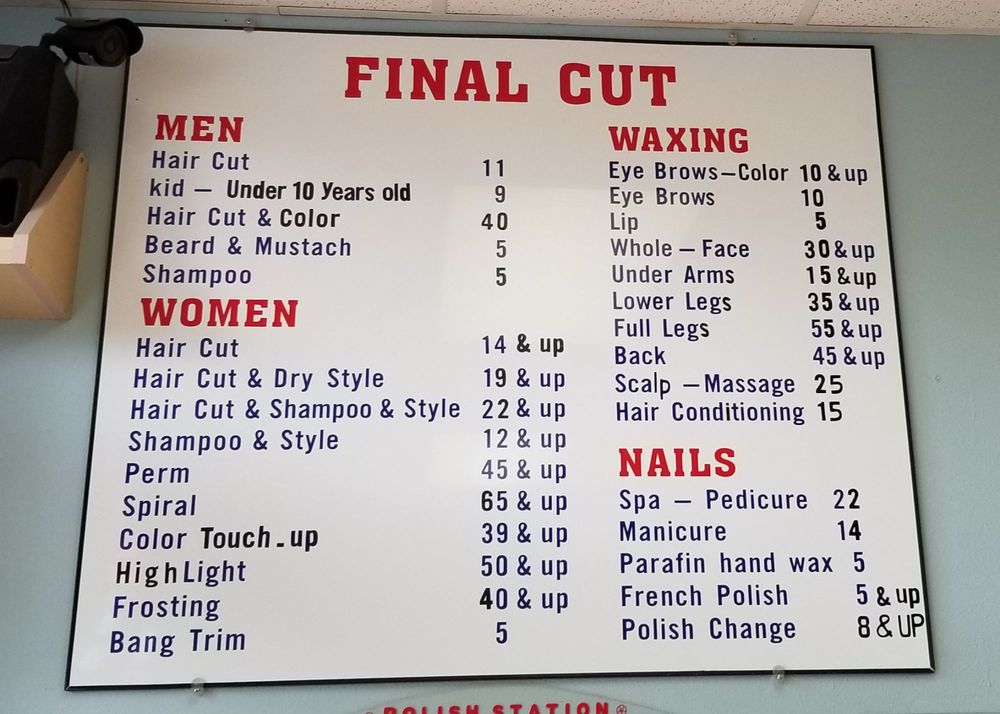 FINAL CUT
MEN
Hair Cut 11
kid – Under 10 Years old 9
Hair Cut & Color 40
Beard & Mustach 5
Shampoo 5
WOMEN
Hair Cut 14 & up
Hair Cut & Dry Style 19 & up
Hair Cut & Shampoo & Style 22 & up
Shampoo & Style 12 & up
Perm 45 & up
Spiral 65 & up
Color Touch-up 39 & up
HighLight 50 & up
Frosting 40 & up
Bang Trim 5
WAXING
Eye Brows–Color 10 & up
Eye Brows 10
Lip 5
Whole – Face 30 & up
Under Arms 15 & up
Lower Legs 35 & up
Full Legs 55 & up
Back 45 & up
Scalp – Massage 25
Hair Conditioning 15
NAILS
Spa – Pedicure 22
Manicure 14
Parafin hand wax 5
French Polish 5 & up
Polish Change 8 & UP
POLISH STATION